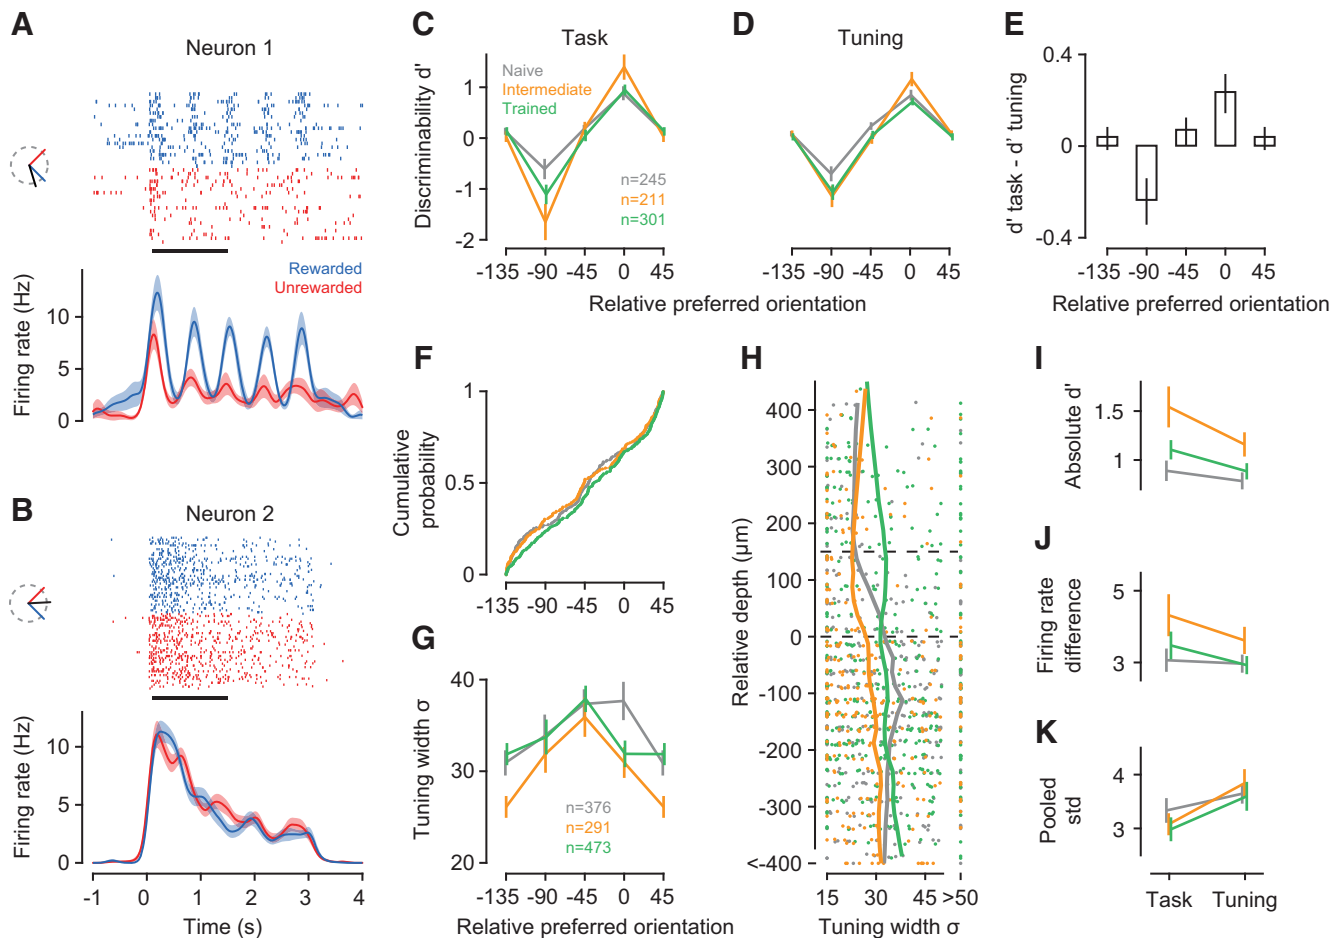 A
Neuron 1
Rewarded
Unrewarded
Firing rate (Hz)
10
5
0
B
Neuron 2
Firing rate (Hz)
10
5
0
-1 0 1 2 3 4
Time (s)
C
Task
Discriminability d'
Naive
Intermediate
Trained
1
0
-1
-2
n=245
n=211
n=301
-135 -90 -45 0 45
D
Tuning
-135 -90 -45 0 45
Relative preferred orientation
E
d' task - d' tuning
0.4
0
-0.4
-135 -90 -45 0 45
Relative preferred orientation
F
Cumulative
probability
1
0.5
0
-135 -90 -45 0 45
G
Tuning width σ
40
30
20
n=376
n=291
n=473
-135 -90 -45 0 45
Relative preferred orientation
H
Relative depth (µm)
400
300
200
100
0
-100
-200
-300
<-400
15 30 45 >50
Tuning width σ
I
Absolute d'
1.5
1
J
Firing rate
difference
5
3
K
Pooled
std
4
3
Task Tuning